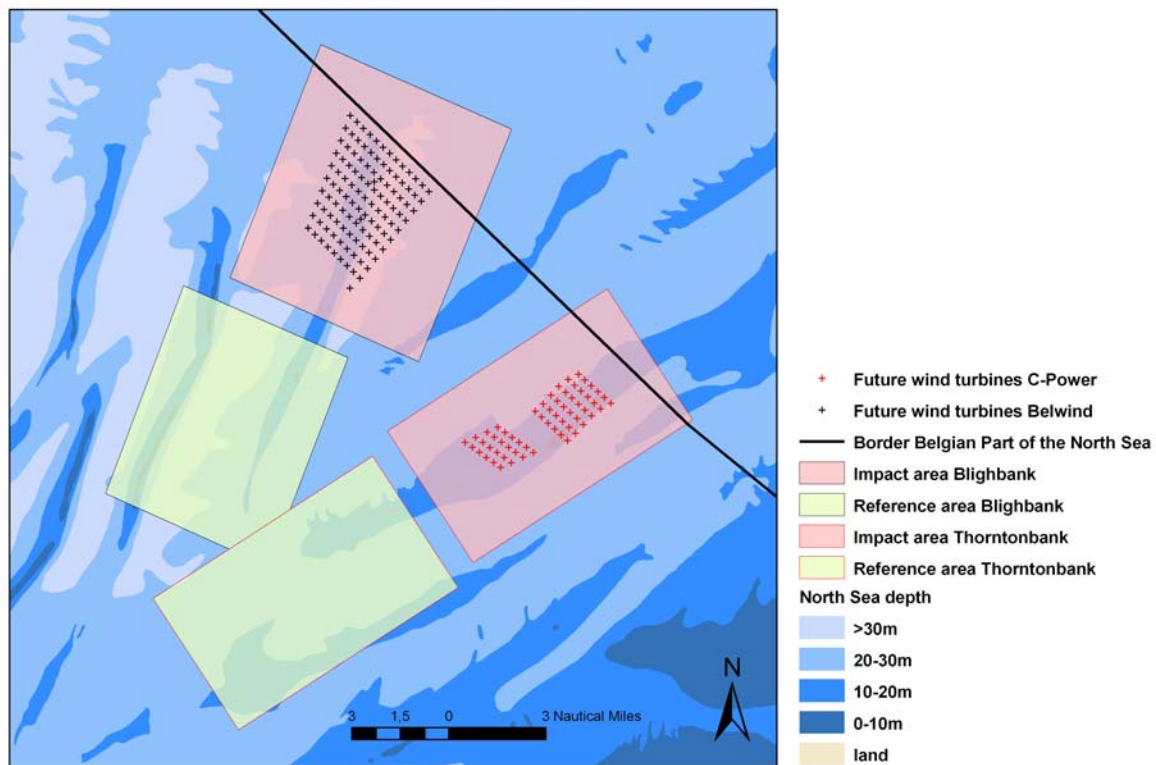 Future wind turbines C-Power
Future wind turbines Belwind
Border Belgian Part of the North Sea
Impact area Blighbank
Reference area Blighbank
Impact area Thorntonbank
Reference area Thorntonbank
North Sea depth
>30m
20-30m
10-20m
0-10m
land
N
3 1,5 0 3 Nautical Miles